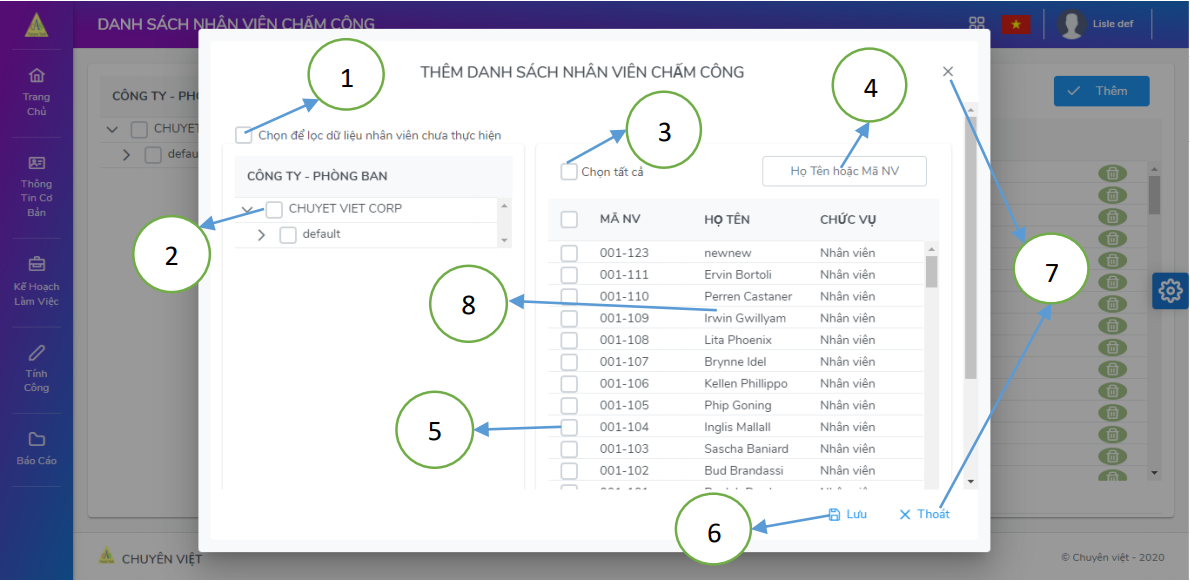 DANH SÁCH NHÂN VIÊN CHẤM CÔNG
Lisle def
Trang
Chủ
Thông
Tin Cơ
Bản
Kế Hoạch
Làm Việc
Tính
Công
Báo Cáo
CÔNG TY - PH
CHUYET
defau
Thêm
THÊM DANH SÁCH NHÂN VIÊN CHẤM CÔNG
1
4
3
Chọn để lọc dữ liệu nhân viên chưa thực hiện
CÔNG TY - PHÒNG BAN
CHUYET VIET CORP
default
2
Chọn tất cả
Họ Tên hoặc Mã NV
MÃ NV HỌ TÊN CHỨC VỤ
001-123 newnew Nhân viên
001-111 Ervin Bortoli Nhân viên
001-110 Perren Castaner Nhân viên
001-109 Irwin Gwillyam Nhân viên
001-108 Lita Phoenix Nhân viên
001-107 Brynne Idel Nhân viên
001-106 Kellen Phillippo Nhân viên
001-105 Phip Goning Nhân viên
001-104 Inglis Mallall Nhân viên
001-103 Sascha Baniard Nhân viên
001-102 Bud Brandassi Nhân viên
7
8
5
6
Lưu
Thoát
CHUYÊN VIỆT
© Chuyên việt - 2020